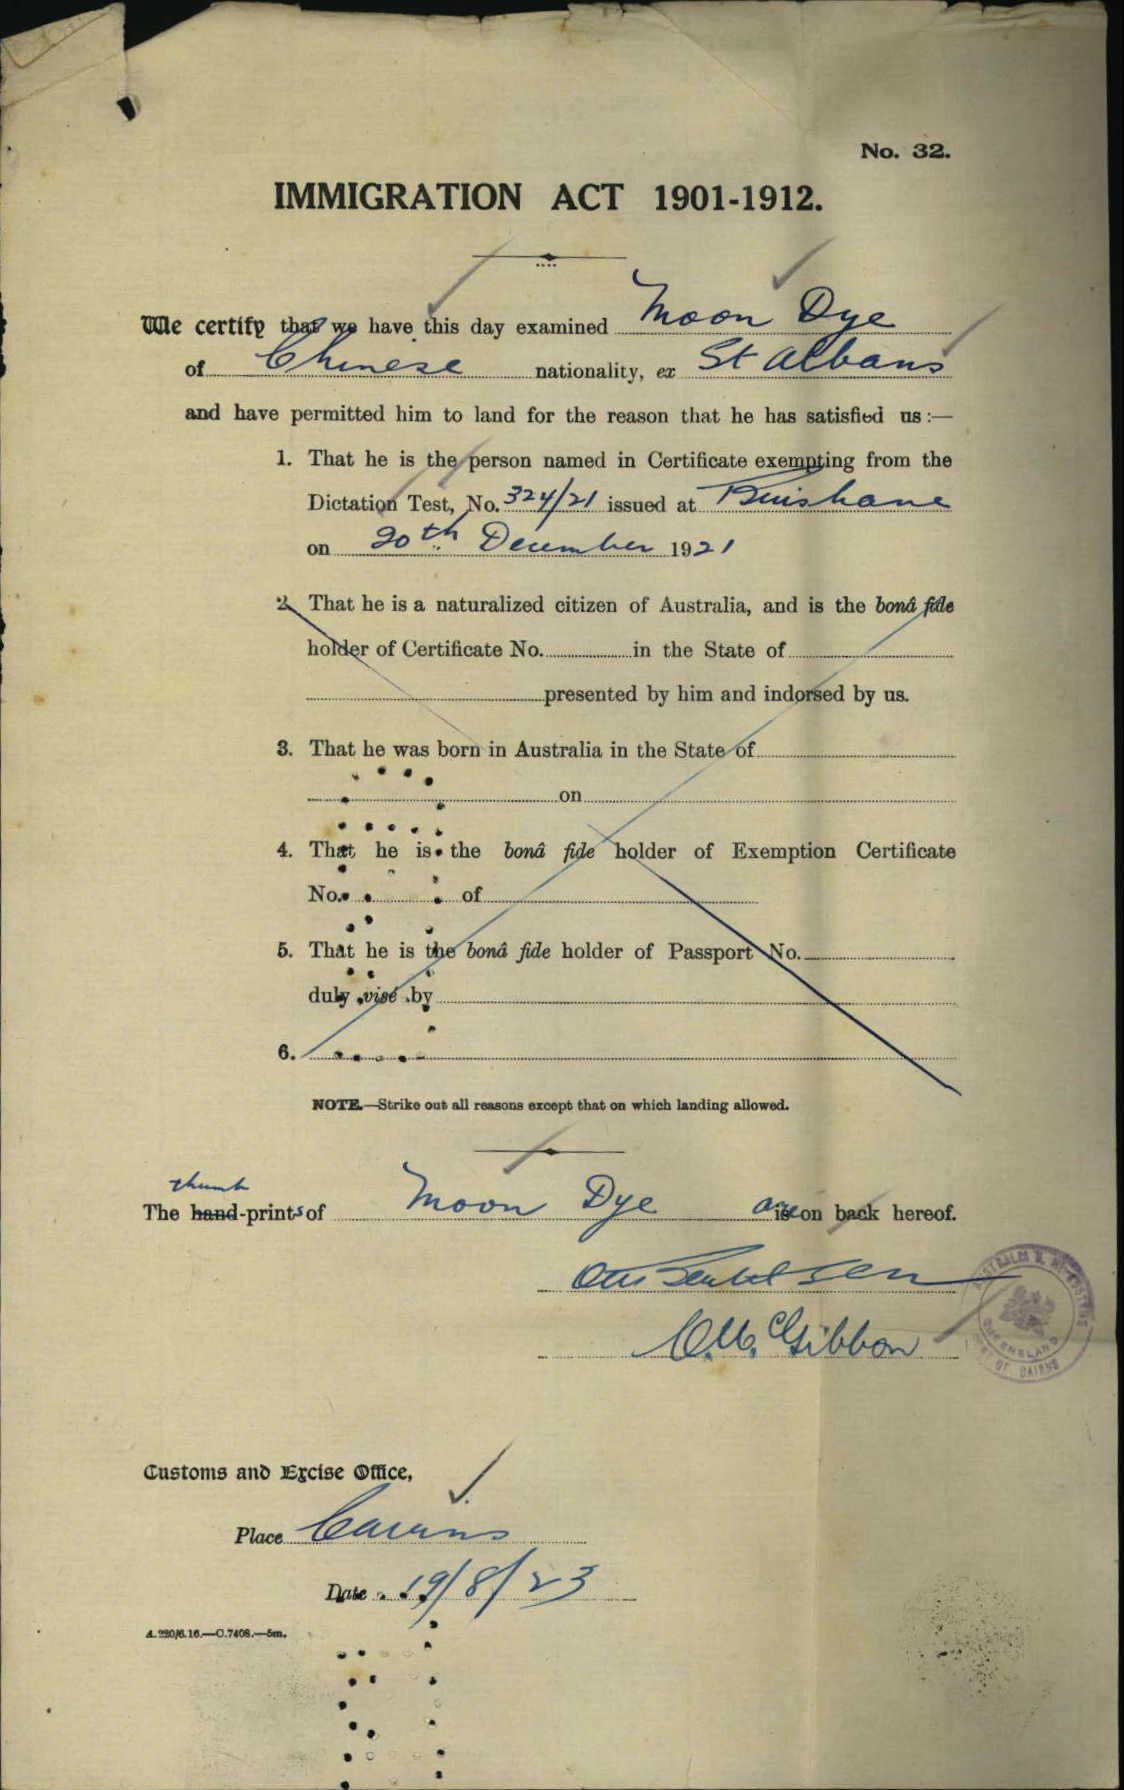 No. 32.
IMMIGRATION ACT 1901-1912.
We certify that we have this day examined Moon Dye
of Chinese nationality, ex St Albans
and have permitted him to land for the reason that he has satisfied us :—
1. That he is the person named in Certificate exempting from the
Dictation Test, No. 324/21 issued at Brisbane
on 20th December 1921
2. That he is a naturalized citizen of Australia, and is the bonâ fide
holder of Certificate No. in the State of
presented by him and indorsed by us.
3. That he was born in Australia in the State of
on
4. That he is the bonâ fide holder of Exemption Certificate
No. of
5. That he is the bonâ fide holder of Passport No.
duly visé by
6.
NOTE.—Strike out all reasons except that on which landing allowed.
thumb
The hand-prints of Moon Dye are on back hereof.
C. McGibbon
QUEENSLAND
OF CAIRNS
Customs and Excise Office,
Place Cairns
Date 19/8/23
A.220/6.16.—C.7408.—5m.